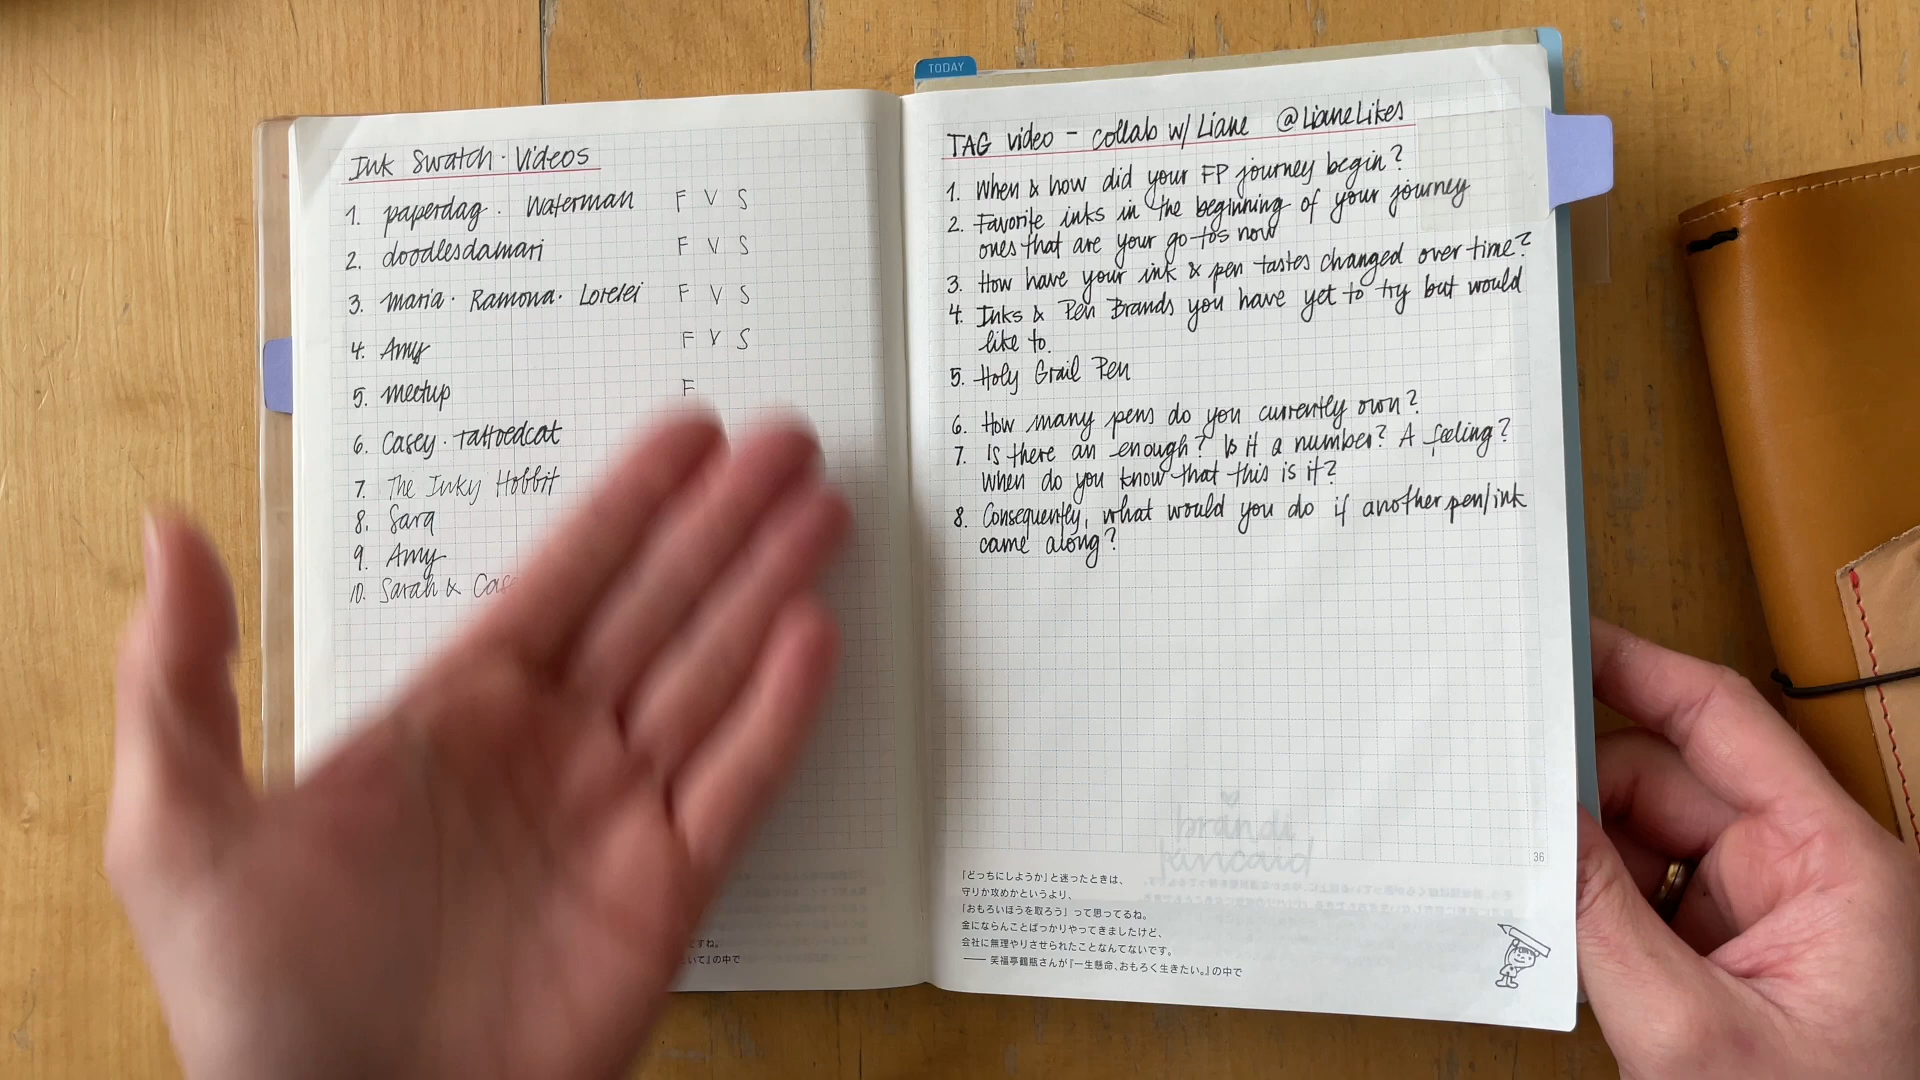 Ink Swatch · Videos
1. paperdag · Waterman F V S
2. doodlesdamari F V S
3. Maria · Ramona · Lorelei F V S
4. Amy F V S
5. Meetup F
6. Casey · Tattoedcat
7. The Inky Hobbit
8. Sara
9. Amy
10. Sarah &
ですね。
の中で
TODAY
TAG video - collab w/ Liane @LianeLikes
1. When & how did your FP journey begin?
2. Favorite inks in the beginning of your journey
ones that are your go-tos now
3. How have your ink & pen tastes changed over time?
4. Inks & Pen Brands you have yet to try but would
like to.
5. Holy Grail Pen
6. How many pens do you currently own?
7. Is there an enough? Is it a number? A feeling?
When do you know that this is it?
8. Consequently, what would you do if another pen/ink
came along?
36
「どっちにしようか」と迷ったときは、
守りか攻めかというより、
「おもろいほうを取ろう」って思ってるね。
金にならんことばっかりやってきましたけど、
会社に無理やりさせられたことなんてないです。
—— 笑福亭鶴瓶さんが『一生懸命、おもろく生きたい。』の中で